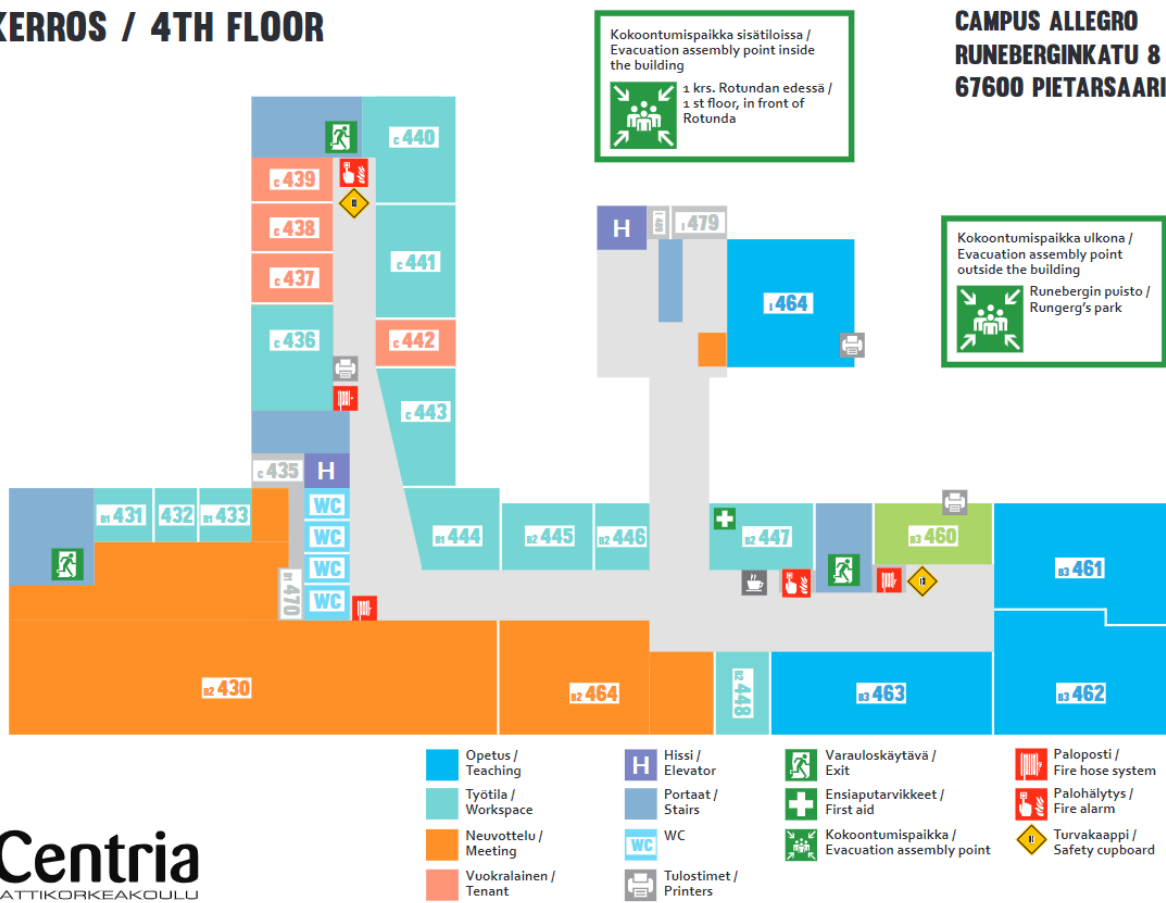 KERROS / 4TH FLOOR
Kokoontumispaikka sisätiloissa /
Evacuation assembly point inside
the building
1 krs. Rotundan edessä /
1 st floor, in front of
Rotunda
CAMPUS ALLEGRO
RUNEBERGINKATU 8
67600 PIETARSAARI
Kokoontumispaikka ulkona /
Evacuation assembly point
outside the building
Runebergin puisto /
Rungerg's park
C 440
C 439
C 438
C 437
C 441
C 436
C 442
C 443
C 435
H
H
I 479
I 464
WC
WC
WC
WC
B1 431
432
B1 433
B1 470
B1 444
B2 445
B2 446
B2 447
B3 460
B3 461
B2 430
B2 464
B2 448
B3 463
B3 462
Opetus /
Teaching
Työtila /
Workspace
Neuvottelu /
Meeting
Vuokralainen /
Tenant
H
Hissi /
Elevator
Portaat /
Stairs
WC
WC
Tulostimet /
Printers
Varauloskäytävä /
Exit
Ensiaputarvikkeet /
First aid
Kokoontumispaikka /
Evacuation assembly point
Paloposti /
Fire hose system
Palohälytys /
Fire alarm
Turvakaappi /
Safety cupboard
Centria
ATTIKORKEAKOULU